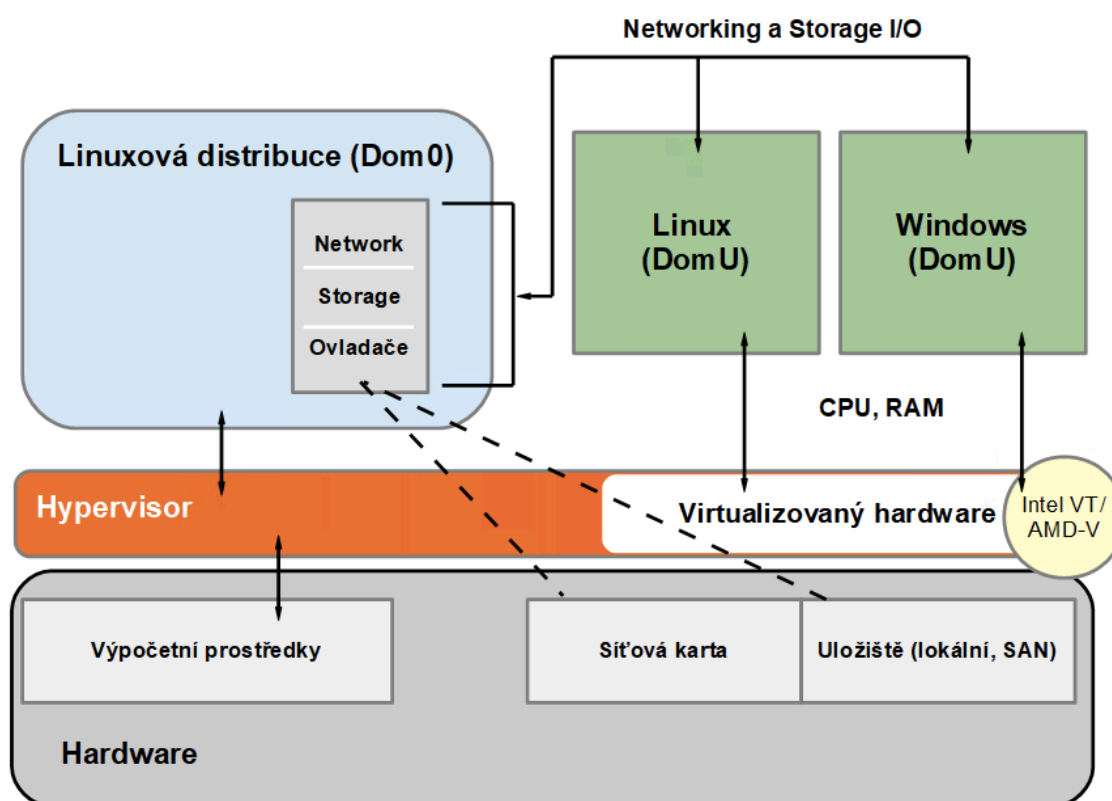 Networking a Storage I/O
Linuxová distribuce (Dom0)
Network
Storage
Ovladače
Linux
(DomU)
Windows
(DomU)
CPU, RAM
Hypervisor
Virtualizovaný hardware
Intel VT/
AMD-V
Výpočetní prostředky
Síťová karta
Uložiště (lokální, SAN)
Hardware